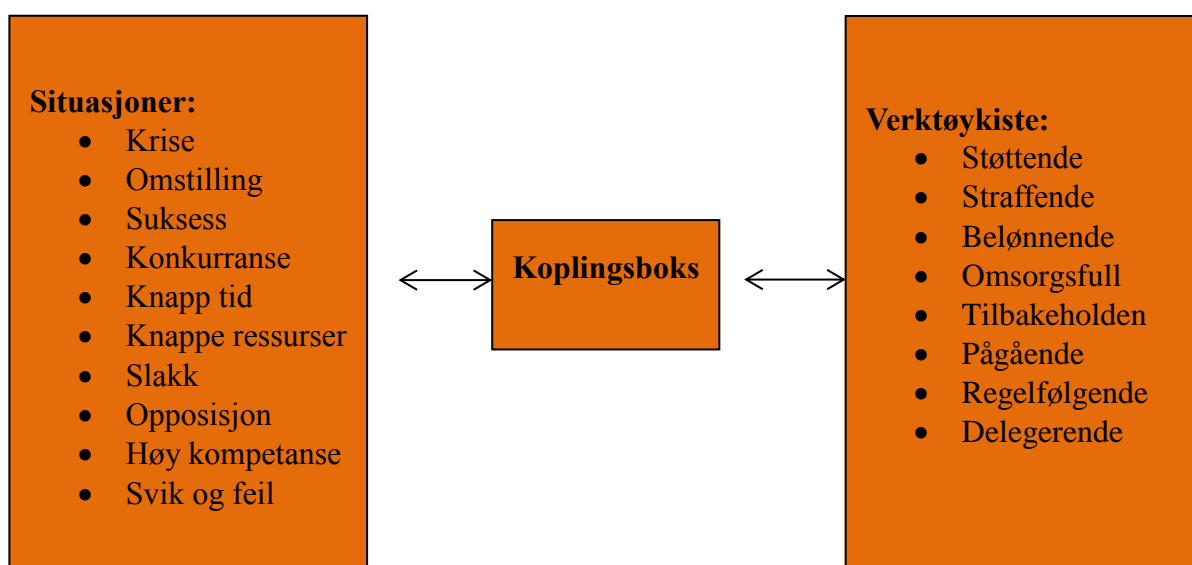 Situasjoner:
• Krise
• Omstilling
• Suksess
• Konkurranse
• Knapp tid
• Knappe ressurser
• Slakk
• Opposisjon
• Høy kompetanse
• Svik og feil
Koplingsboks
Verktøykiste:
• Støttende
• Straffende
• Belønnende
• Omsorgsfull
• Tilbakeholden
• Pågående
• Regelfølgende
• Delegerende